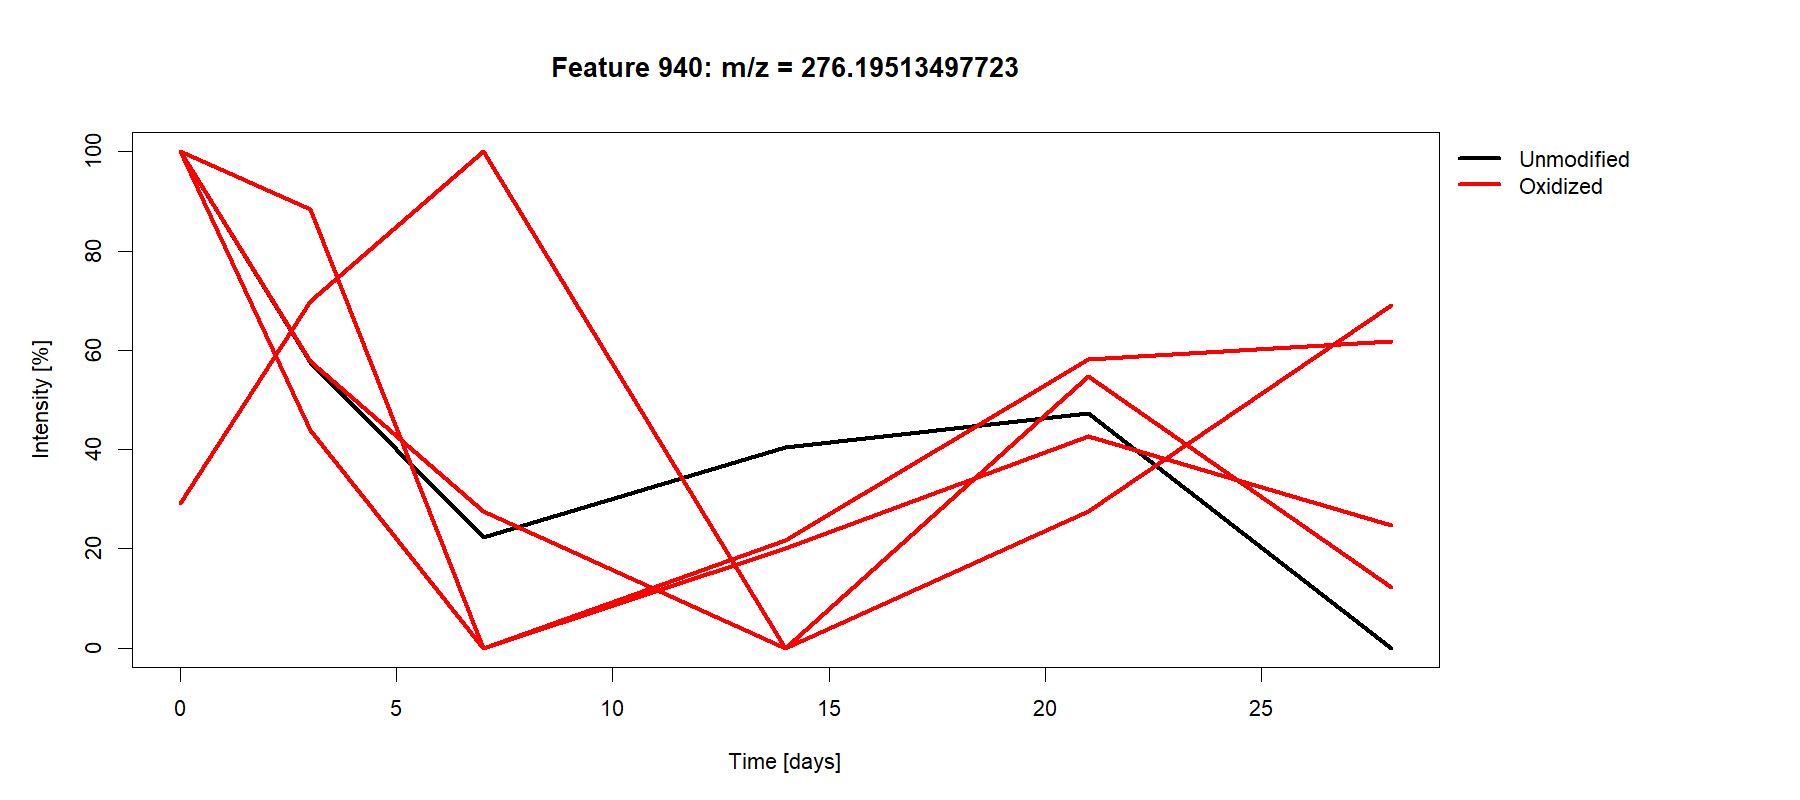 Feature 940: m/z = 276.19513497723
Unmodified
Oxidized
Intensity [%]
100
80
60
40
20
0
0 5 10 15 20 25
Time [days]